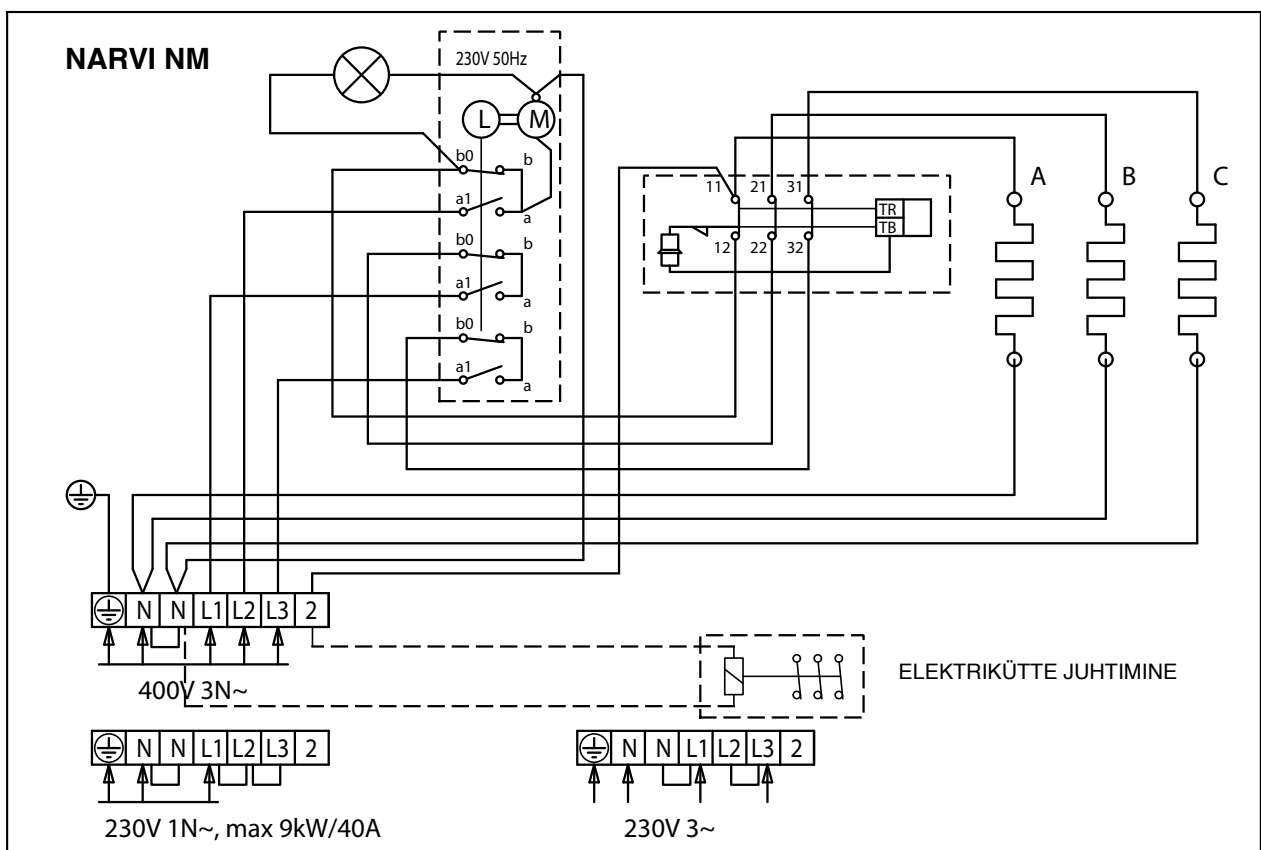 NARVI NM
230V 50Hz
L M
b0 b
a1 a
b0 b
a1 a
b0 b
a1 a
11 21 31
TR
TB
12 22 32
A B C
N N L1 L2 L3 2
400V 3N~
ELEKTRIKÜTTE JUHTIMINE
N N L1 L2 L3 2
230V 1N~, max 9kW/40A
N N L1 L2 L3 2
230V 3~